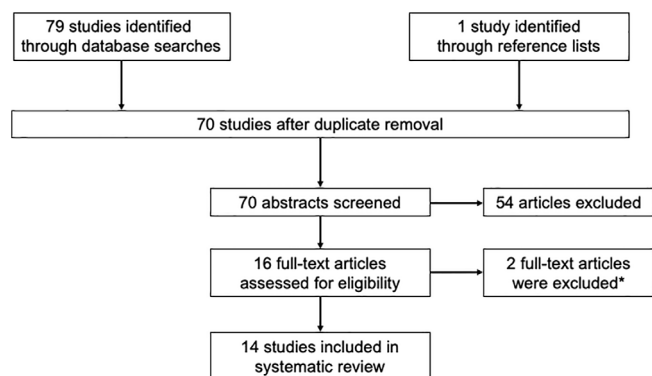 79 studies identified
through database searches
1 study identified
through reference lists
70 studies after duplicate removal
70 abstracts screened
54 articles excluded
16 full-text articles
assessed for eligibility
2 full-text articles
were excluded*
14 studies included in
systematic review